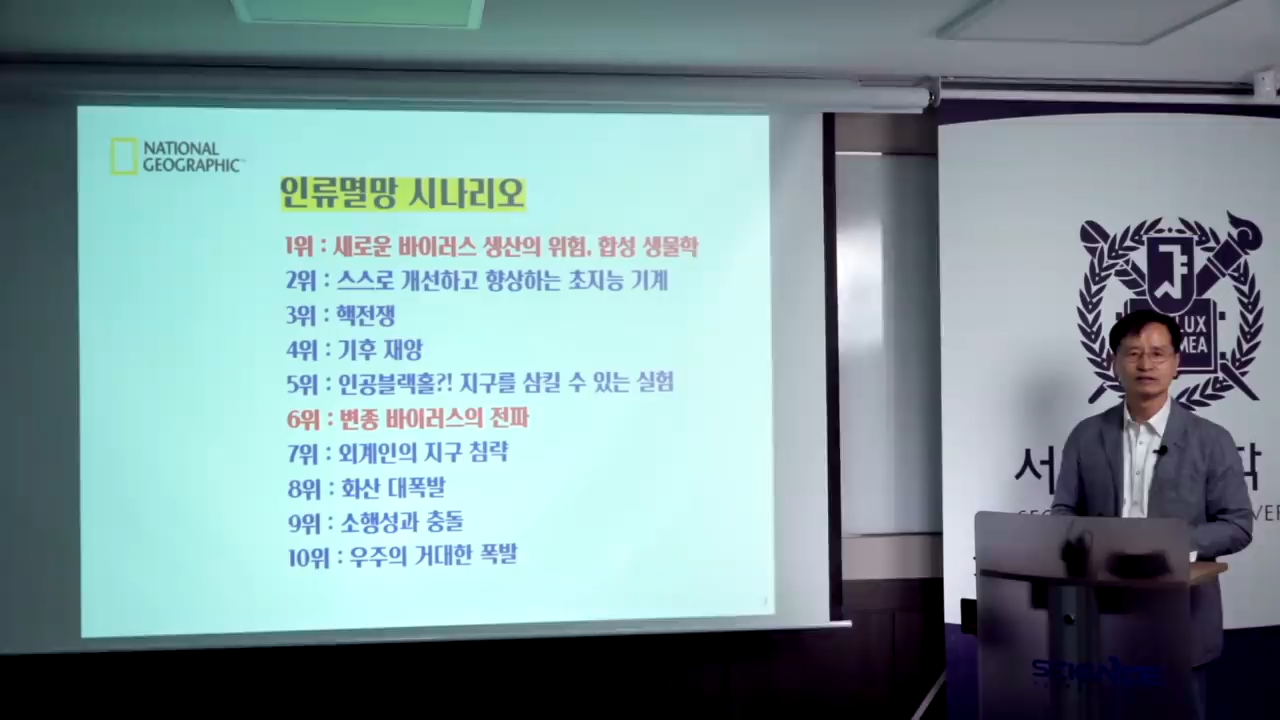 NATIONAL
GEOGRAPHIC
인류멸망 시나리오
1위 : 새로운 바이러스 생산의 위험, 합성 생물학
2위 : 스스로 개선하고 향상하는 초지능 기계
3위 : 핵전쟁
4위 : 기후 재앙
5위 : 인공블랙홀?! 지구를 삼킬 수 있는 실험
6위 : 변종 바이러스의 전파
7위 : 외계인의 지구 침략
8위 : 화산 대폭발
9위 : 소행성과 충돌
10위 : 우주의 거대한 폭발
LUX
MEA
서